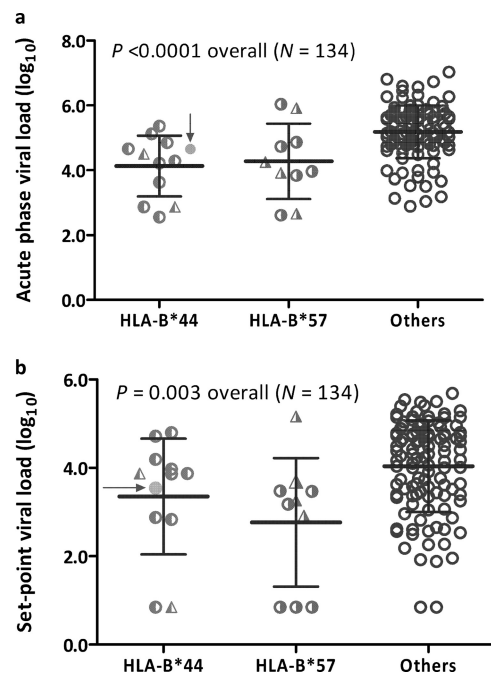 a
Acute phase viral load (log10)
8.0
6.0
4.0
2.0
0.0
P <0.0001 overall (N = 134)
HLA-B*44 HLA-B*57 Others
b
Set-point viral load (log10)
6.0
4.0
2.0
0.0
P = 0.003 overall (N = 134)
HLA-B*44 HLA-B*57 Others